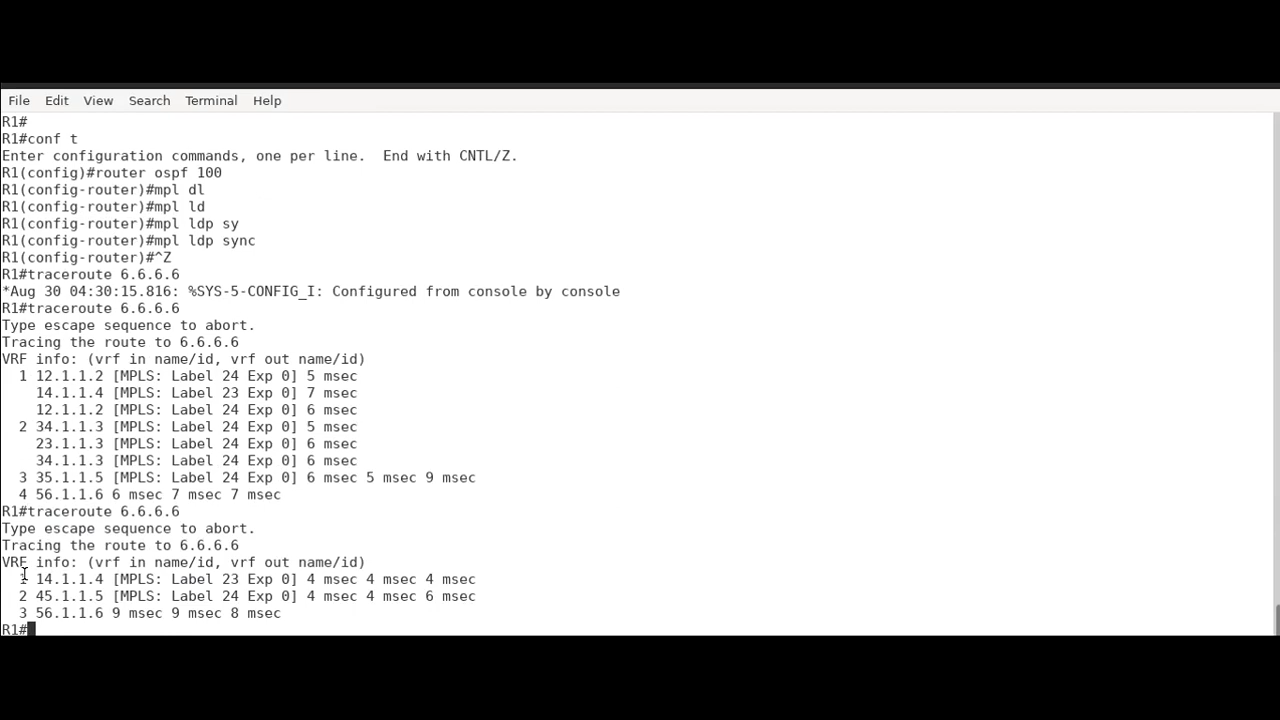 File Edit View Search Terminal Help
R1#
R1#conf t
Enter configuration commands, one per line.  End with CNTL/Z.
R1(config)#router ospf 100
R1(config-router)#mpl dl
R1(config-router)#mpl ld
R1(config-router)#mpl ldp sy
R1(config-router)#mpl ldp sync
R1(config-router)#^Z
R1#traceroute 6.6.6.6
*Aug 30 04:30:15.816: %SYS-5-CONFIG_I: Configured from console by console
R1#traceroute 6.6.6.6
Type escape sequence to abort.
Tracing the route to 6.6.6.6
VRF info: (vrf in name/id, vrf out name/id)
  1 12.1.1.2 [MPLS: Label 24 Exp 0] 5 msec
    14.1.1.4 [MPLS: Label 23 Exp 0] 7 msec
    12.1.1.2 [MPLS: Label 24 Exp 0] 6 msec
  2 34.1.1.3 [MPLS: Label 24 Exp 0] 5 msec
    23.1.1.3 [MPLS: Label 24 Exp 0] 6 msec
    34.1.1.3 [MPLS: Label 24 Exp 0] 6 msec
  3 35.1.1.5 [MPLS: Label 24 Exp 0] 6 msec 5 msec 9 msec
  4 56.1.1.6 6 msec 7 msec 7 msec
R1#traceroute 6.6.6.6
Type escape sequence to abort.
Tracing the route to 6.6.6.6
VRF info: (vrf in name/id, vrf out name/id)
  1 14.1.1.4 [MPLS: Label 23 Exp 0] 4 msec 4 msec 4 msec
  2 45.1.1.5 [MPLS: Label 24 Exp 0] 4 msec 4 msec 6 msec
  3 56.1.1.6 9 msec 9 msec 8 msec
R1#